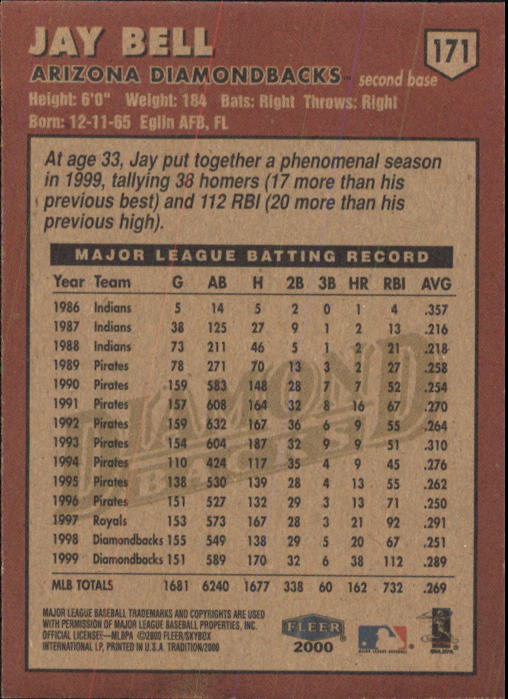 JAY BELL
171
ARIZONA DIAMONDBACKS™ second base
Height: 6'0" Weight: 184 Bats: Right Throws: Right
Born: 12-11-65 Eglin AFB, FL
At age 33, Jay put together a phenomenal season
in 1999, tallying 38 homers (17 more than his
previous best) and 112 RBI (20 more than his
previous high).
MAJOR LEAGUE BATTING RECORD
Year Team G AB H 2B 3B HR RBI AVG
1986 Indians 5 14 5 2 0 1 4 .357
1987 Indians 38 125 27 9 1 2 13 .216
1988 Indians 73 211 46 5 1 2 21 .218
1989 Pirates 78 271 70 13 3 2 27 .258
1990 Pirates 159 583 148 28 7 7 52 .254
1991 Pirates 157 608 164 32 8 16 67 .270
1992 Pirates 159 632 167 36 6 9 55 .264
1993 Pirates 154 604 187 32 9 9 51 .310
1994 Pirates 110 424 117 35 4 9 45 .276
1995 Pirates 138 530 139 28 4 13 55 .262
1996 Pirates 151 527 132 29 3 13 71 .250
1997 Royals 153 573 167 28 3 21 92 .291
1998 Diamondbacks 155 549 138 29 5 20 67 .251
1999 Diamondbacks 151 589 170 32 6 38 112 .289
MLB TOTALS 1681 6240 1677 338 60 162 732 .269
DIAMOND
BACKS
MAJOR LEAGUE BASEBALL TRADEMARKS AND COPYRIGHTS ARE USED
WITH PERMISSION OF MAJOR LEAGUE BASEBALL PROPERTIES, INC.
OFFICIAL LICENSEE—MLBPA ©2000 FLEER/SKYBOX
INTERNATIONAL LP, PRINTED IN U.S.A. TRADITION/2000
FLEER
2000
MAJOR LEAGUE BASEBALL
MLBPA